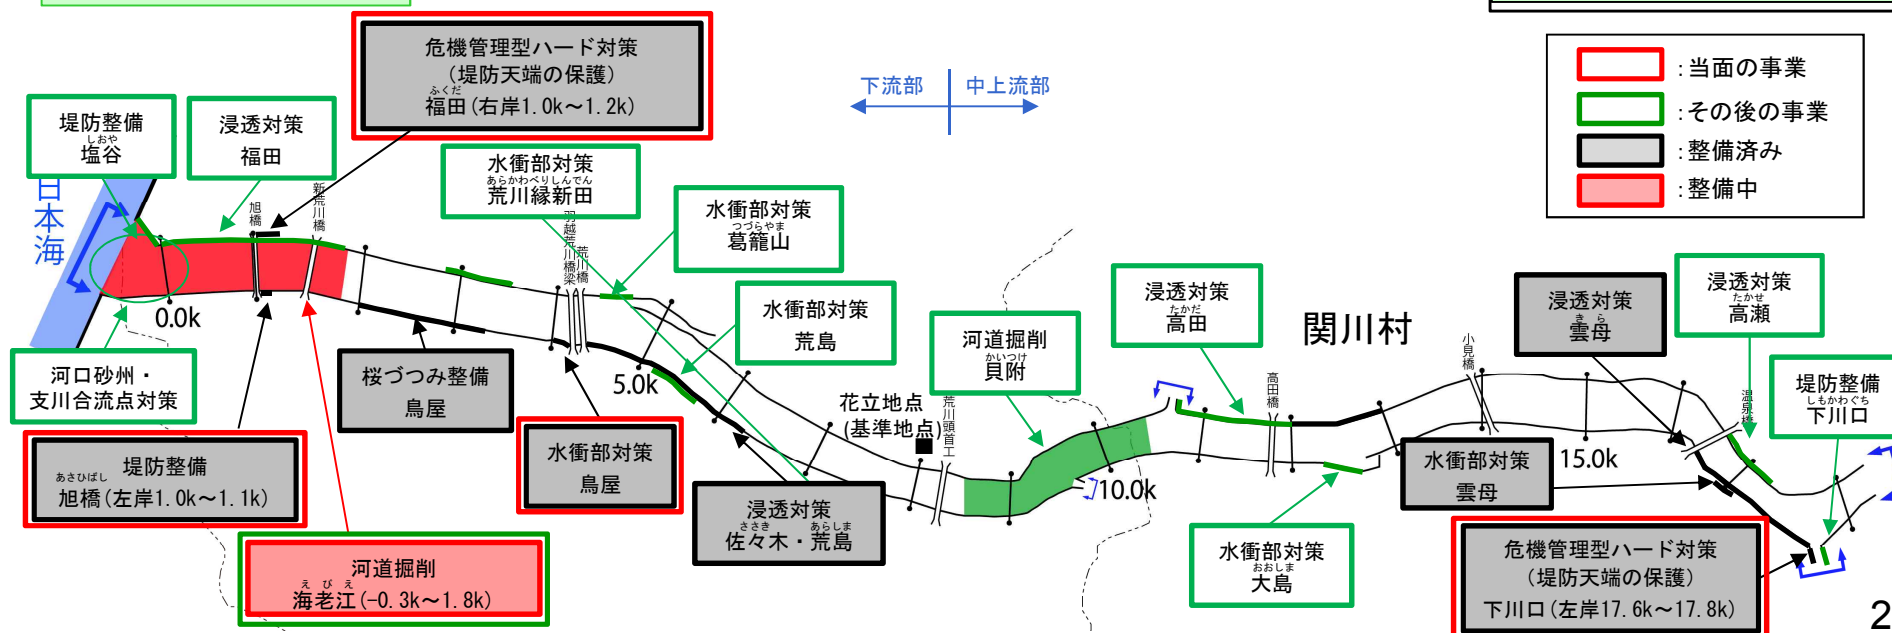 危機管理型ハード対策
(堤防天端の保護)
ふくだ
福田(右岸1.0k～1.2k)
下流部
中上流部
:当面の事業
:その後の事業
:整備済み
:整備中
堤防整備
しおや
塩谷
浸透対策
福田
水衝部対策
あらかわべりしんでん
荒川縁新田
水衝部対策
つづらやま
葛籠山
日本海
旭橋
新荒川橋
羽越荒川橋梁
荒川橋
0.0k
5.0k
10.0k
15.0k
水衝部対策
荒島
河道掘削
かいつけ
貝附
浸透対策
たかだ
高田
関川村
小見橋
高田橋
温泉橋
浸透対策
きら
雲母
浸透対策
たかせ
高瀬
堤防整備
しもかわぐち
下川口
河口砂州・
支川合流点対策
桜づつみ整備
鳥屋
花立地点
(基準地点)
荒川頭首工
堤防整備
あさひばし
旭橋(左岸1.0k～1.1k)
水衝部対策
鳥屋
浸透対策
ささき あらしま
佐々木・荒島
水衝部対策
雲母
水衝部対策
おおしま
大島
河道掘削
えびえ
海老江(-0.3k～1.8k)
危機管理型ハード対策
(堤防天端の保護)
下川口(左岸17.6k～17.8k)
2